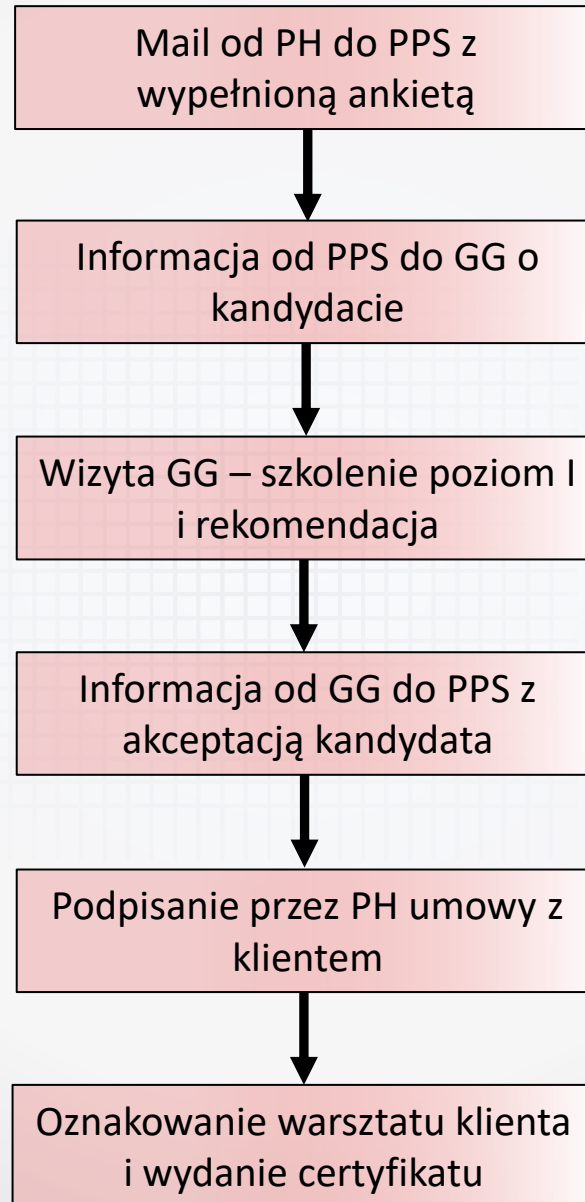 Mail od PH do PPS z
wypełnioną ankietą
Informacja od PPS do GG o
kandydacie
Wizyta GG – szkolenie poziom I
i rekomendacja
Informacja od GG do PPS z
akceptacją kandydata
Podpisanie przez PH umowy z
klientem
Oznakowanie warsztatu klienta
i wydanie certyfikatu